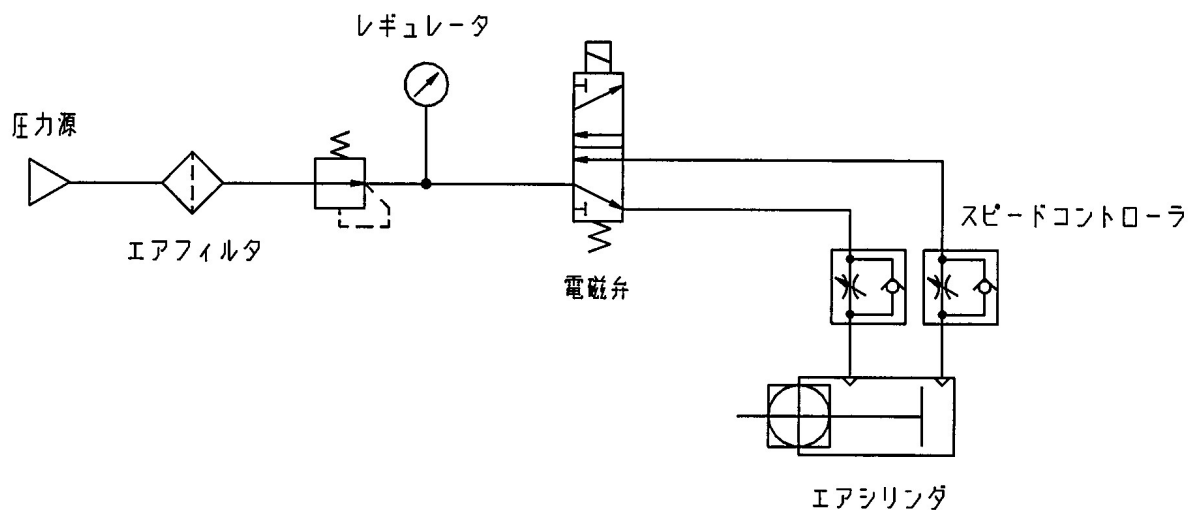 レギュレータ
圧力源
エアフィルタ
電磁弁
スピードコントローラ
エアシリンダ